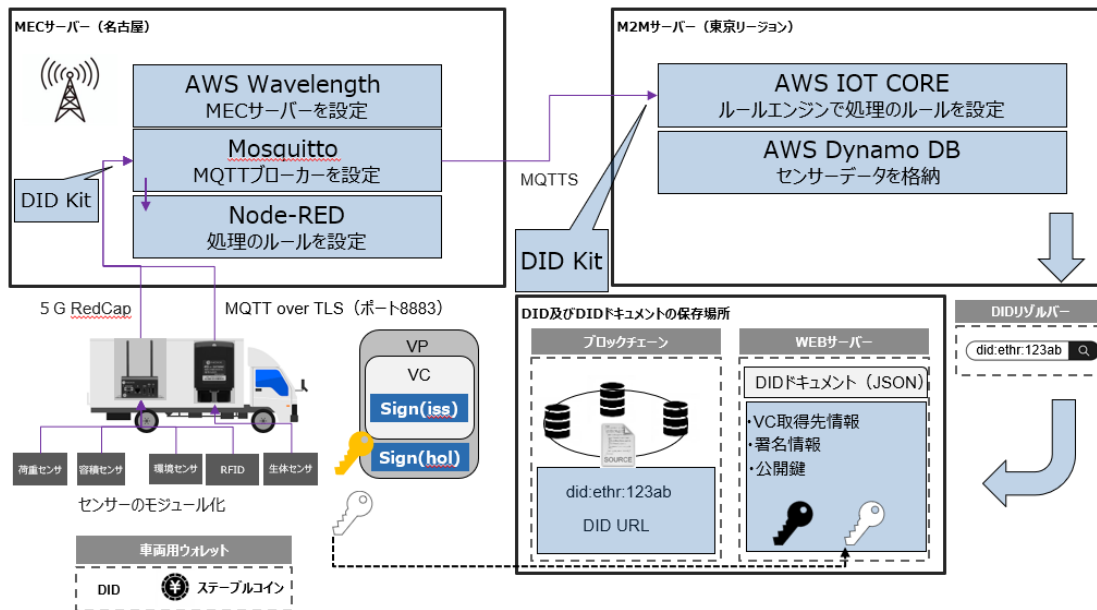 MECサーバー（名古屋）
AWS Wavelength
MECサーバーを設定
Mosquitto
MQTTブローカーを設定
Node-RED
処理のルールを設定
DID Kit
MQTTS
M2Mサーバー（東京リージョン）
AWS IOT CORE
ルールエンジンで処理のルールを設定
AWS Dynamo DB
センサーデータを格納
DID Kit
５G RedCap
MQTT over TLS（ポート8883）
荷重センサ
容積センサ
環境センサ
RFID
生体センサ
センサーのモジュール化
車両用ウォレット
DID
¥
ステーブルコイン
VP
VC
Sign(iss)
Sign(hol)
DID及びDIDドキュメントの保存場所
ブロックチェーン
SOURCE
did:ethr:123ab
DID URL
WEBサーバー
DIDドキュメント（JSON）
・VC取得先情報
・署名情報
・公開鍵
DIDリゾルバー
did:ethr:123ab